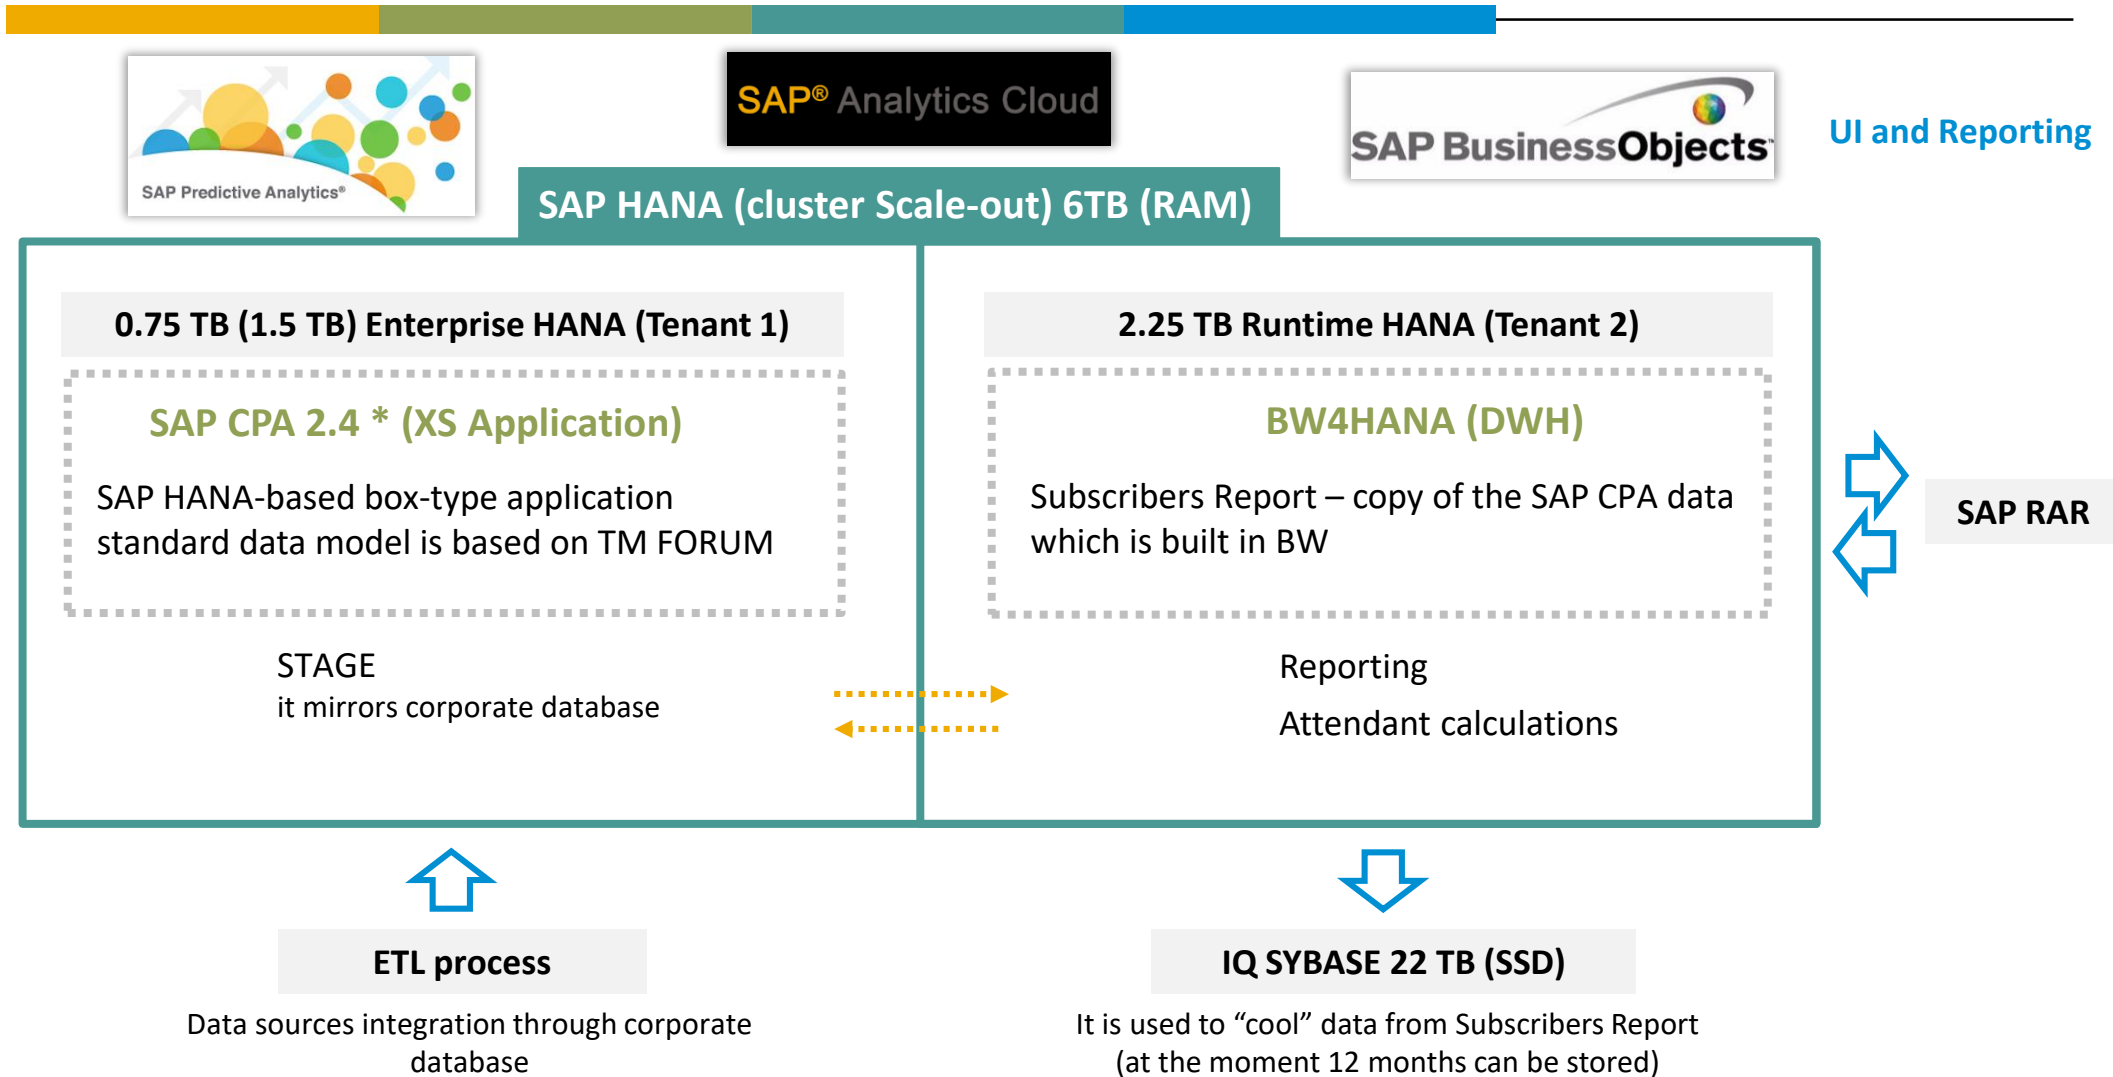 SAP Predictive Analytics®
SAP® Analytics Cloud
SAP BusinessObjects™
UI and Reporting
SAP HANA (cluster Scale-out) 6TB (RAM)
0.75 TB (1.5 TB) Enterprise HANA (Tenant 1)
SAP CPA 2.4 * (XS Application)
SAP HANA-based box-type application
standard data model is based on TM FORUM
STAGE
it mirrors corporate database
2.25 TB Runtime HANA (Tenant 2)
BW4HANA (DWH)
Subscribers Report – copy of the SAP CPA data
which is built in BW
Reporting
Attendant calculations
SAP RAR
ETL process
Data sources integration through corporate
database
IQ SYBASE 22 TB (SSD)
It is used to “cool” data from Subscribers Report
(at the moment 12 months can be stored)